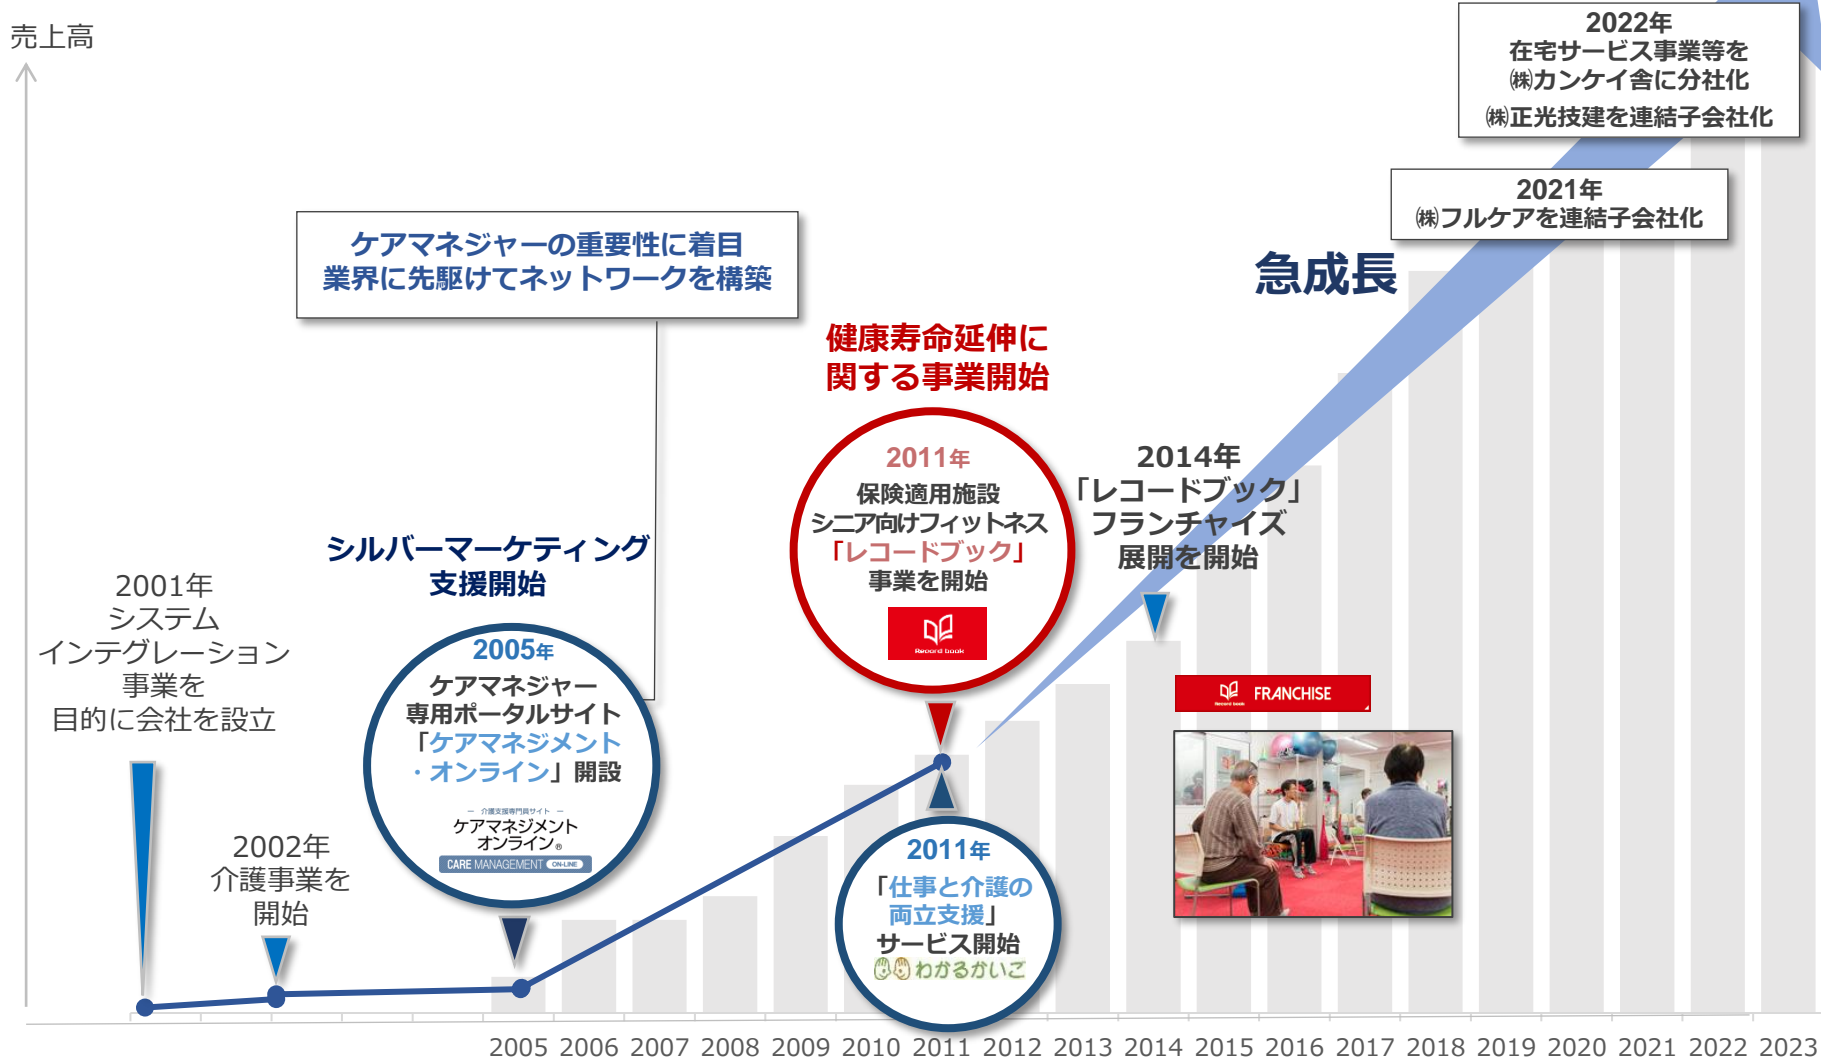 売上高
2022年
在宅サービス事業等を
㈱カンケイ舎に分社化
㈱正光技建を連結子会社化
2021年
㈱フルケアを連結子会社化
急成長
ケアマネジャーの重要性に着目
業界に先駆けてネットワークを構築
健康寿命延伸に
関する事業開始
2011年
保険適用施設
シニア向けフィットネス
「レコードブック」
事業を開始
Record book
2014年
「レコードブック」
フランチャイズ
展開を開始
Record book FRANCHISE
シルバーマーケティング
支援開始
2005年
ケアマネジャー
専用ポータルサイト
「ケアマネジメント
・オンライン」開設
― 介護支援専門員サイト ―
ケアマネジメント
オンライン®
CARE MANAGEMENT ON-LINE
2001年
システム
インテグレーション
事業を
目的に会社を設立
2002年
介護事業を
開始
2011年
「仕事と介護の
両立支援」
サービス開始
わかるかいご
2005 2006 2007 2008 2009 2010 2011 2012 2013 2014 2015 2016 2017 2018 2019 2020 2021 2022 2023